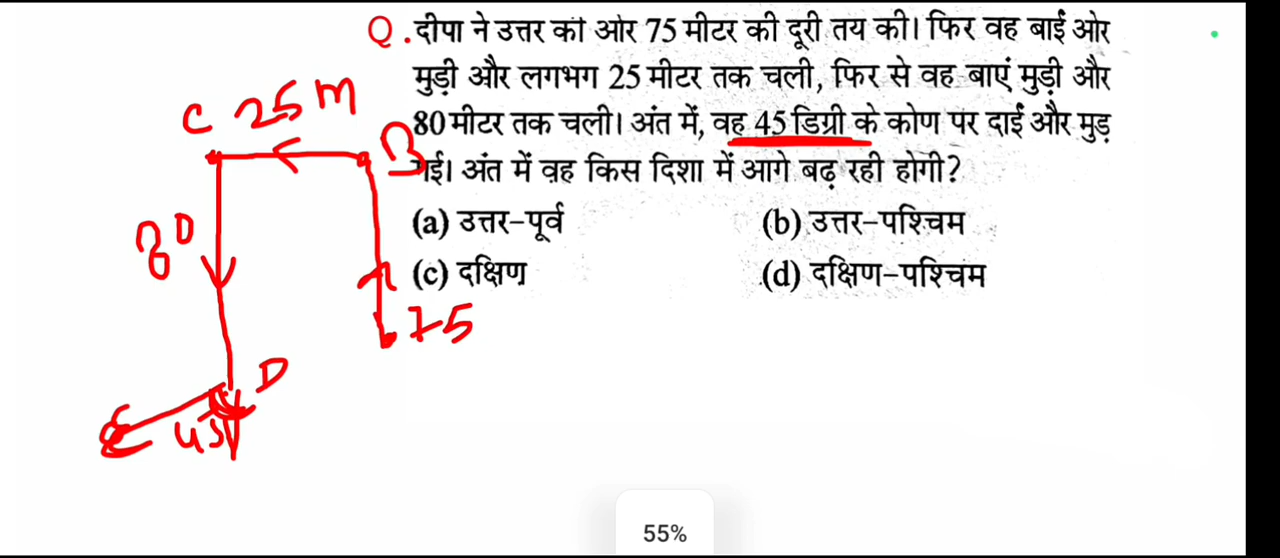 Q. दीपा ने उत्तर की ओर 75 मीटर की दूरी तय की। फिर वह बाईं ओर
मुड़ी और लगभग 25 मीटर तक चली, फिर से वह बाएं मुड़ी और
80 मीटर तक चली। अंत में, वह 45 डिग्री के कोण पर दाईं और मुड़
गई। अंत में वह किस दिशा में आगे बढ़ रही होगी?
(a) उत्तर-पूर्व (b) उत्तर-पश्चिम
(c) दक्षिण (d) दक्षिण-पश्चिम
C 25 m
B
80
75
D
45
55%